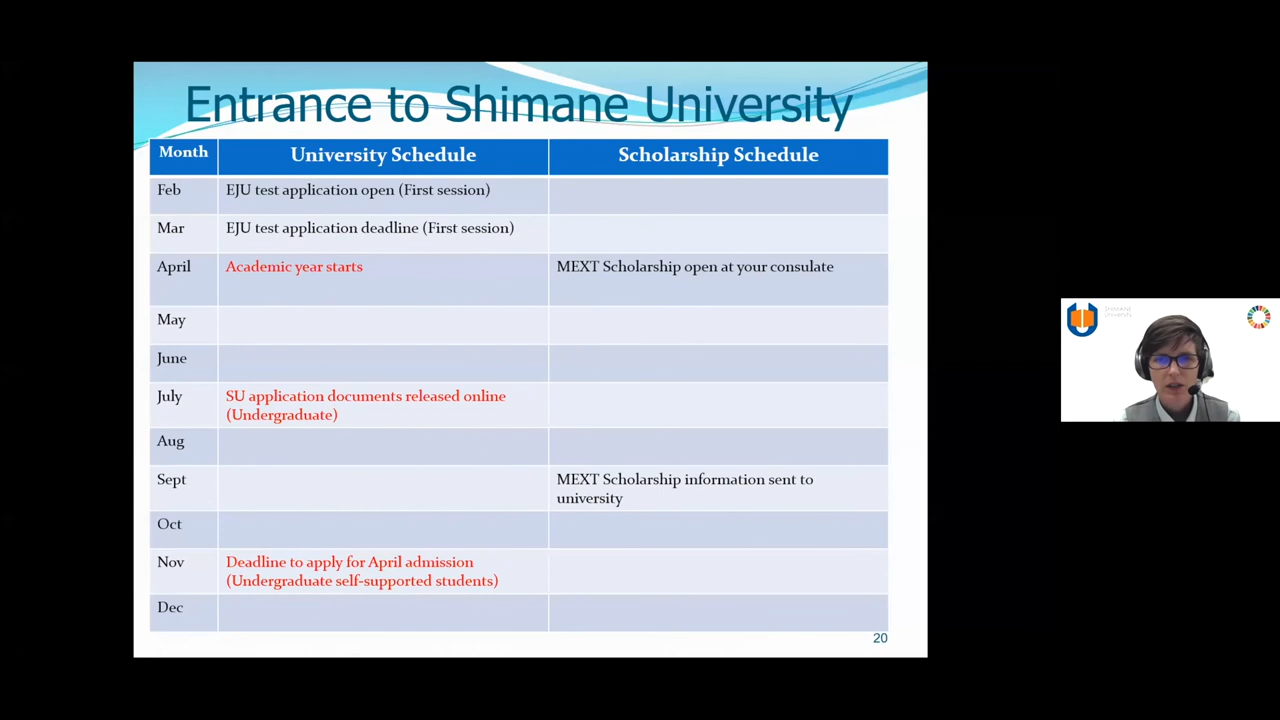 Entrance to Shimane University
Month University Schedule Scholarship Schedule
Feb EJU test application open (First session)
Mar EJU test application deadline (First session)
April Academic year starts MEXT Scholarship open at your consulate
May
June
July SU application documents released online
(Undergraduate)
Aug
Sept MEXT Scholarship information sent to
university
Oct
Nov Deadline to apply for April admission
(Undergraduate self-supported students)
Dec
20
SHIMANE
University